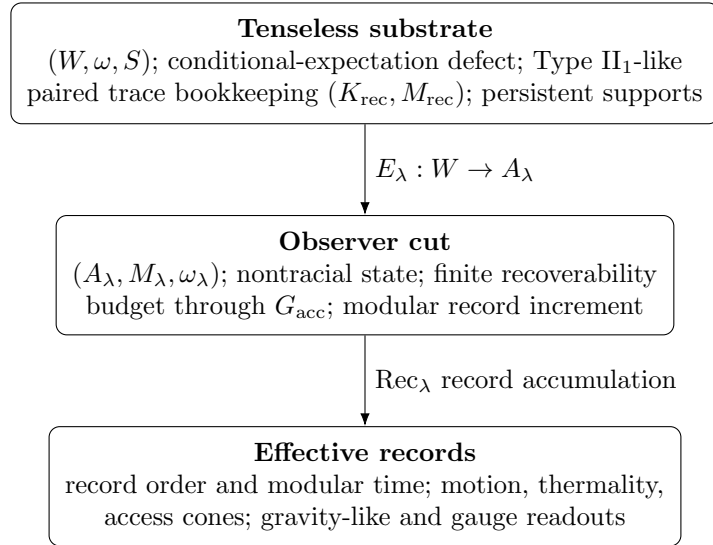 Tenseless substrate
(W, ω, S); conditional-expectation defect; Type II₁-like
paired trace bookkeeping (K_rec, M_rec); persistent supports
E_λ : W → A_λ
Observer cut
(A_λ, M_λ, ω_λ); nontracial state; finite recoverability
budget through G_acc; modular record increment
Rec_λ record accumulation
Effective records
record order and modular time; motion, thermality,
access cones; gravity-like and gauge readouts